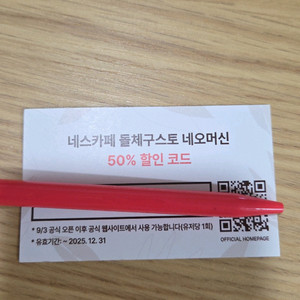 네스카페 돌체구스토 네오머신
50% 할인 코드
* 9/3 공식 오픈 이후 공식 웹사이트에서 사용 가능합니다(유저당 1회)
* 유효기간: ~ 2025. 12. 31
OFFICIAL HOMEPAGE